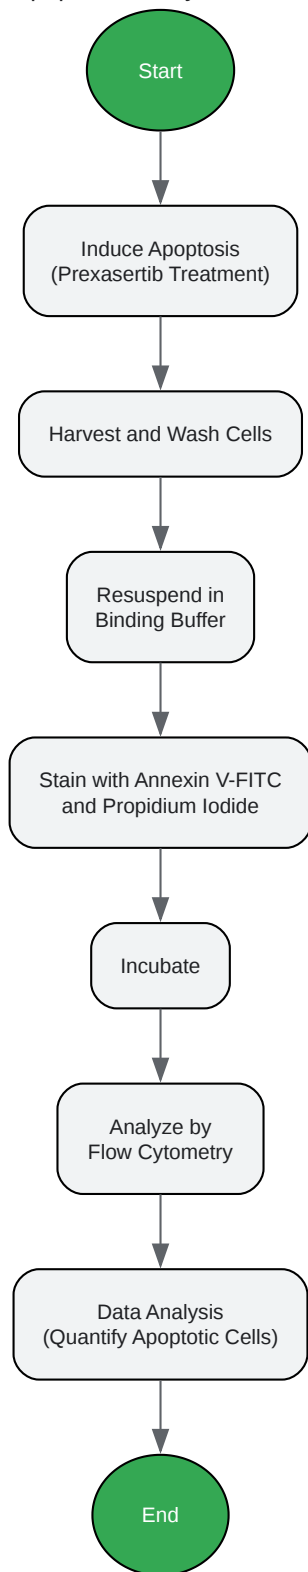 Start
Induce Apoptosis
(Prexasertib Treatment)
Harvest and Wash Cells
Resuspend in
Binding Buffer
Stain with Annexin V-FITC
and Propidium Iodide
Incubate
Analyze by
Flow Cytometry
Data Analysis
(Quantify Apoptotic Cells)
End